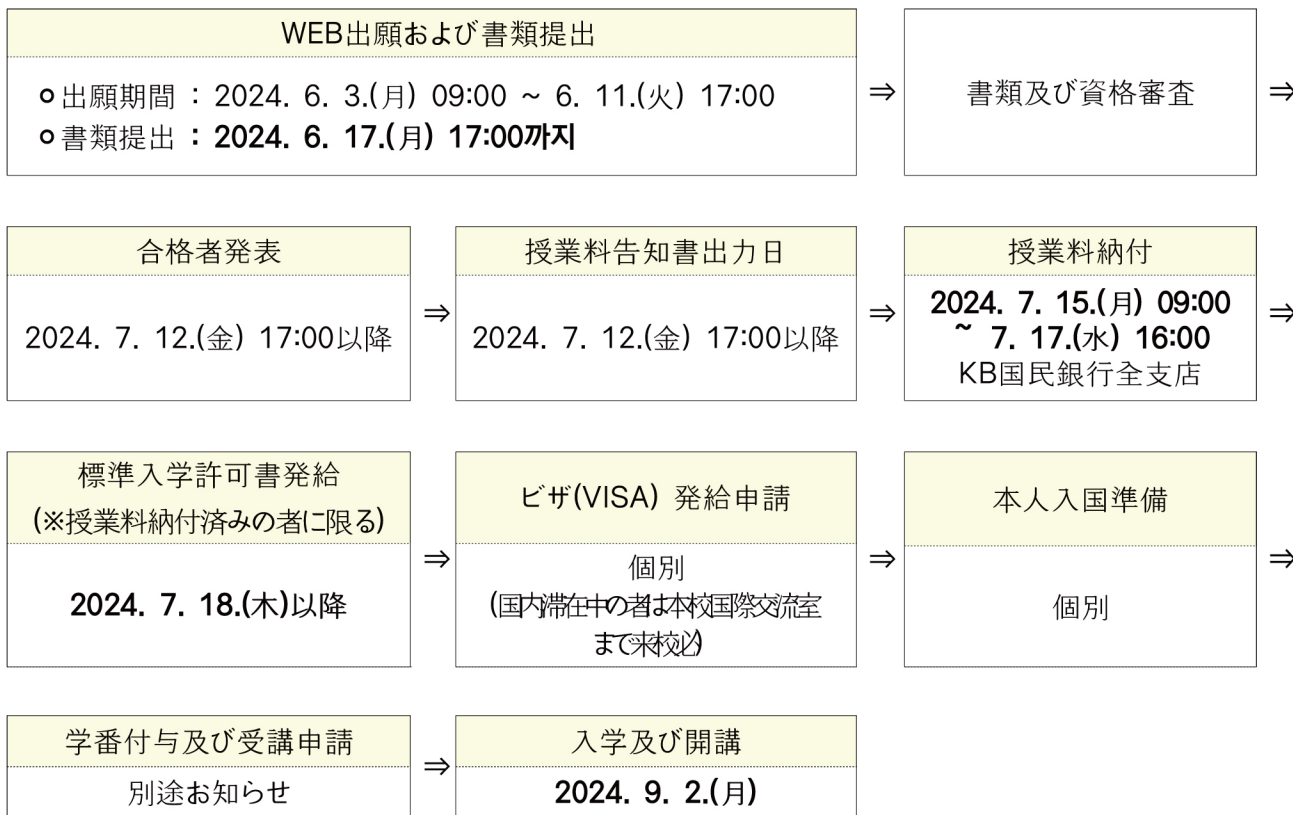 WEB出願および書類提出
⚬出願期間 : 2024. 6. 3.(月) 09:00 ~ 6. 11.(火) 17:00
⚬書類提出 : 2024. 6. 17.(月) 17:00까지
⇒
書類及び資格審査
⇒
合格者発表
2024. 7. 12.(金) 17:00以降
⇒
授業料告知書出力日
2024. 7. 12.(金) 17:00以降
⇒
授業料納付
2024. 7. 15.(月) 09:00
~ 7. 17.(水) 16:00
KB国民銀行全支店
⇒
標準入学許可書発給
(※授業料納付済みの者に限る)
2024. 7. 18.(木)以降
⇒
ビザ(VISA) 発給申請
個別
(国内滞在中の者は本校国際交流室
まで来校必)
⇒
本人入国準備
個別
⇒
学番付与及び受講申請
別途お知らせ
⇒
入学及び開講
2024. 9. 2.(月)